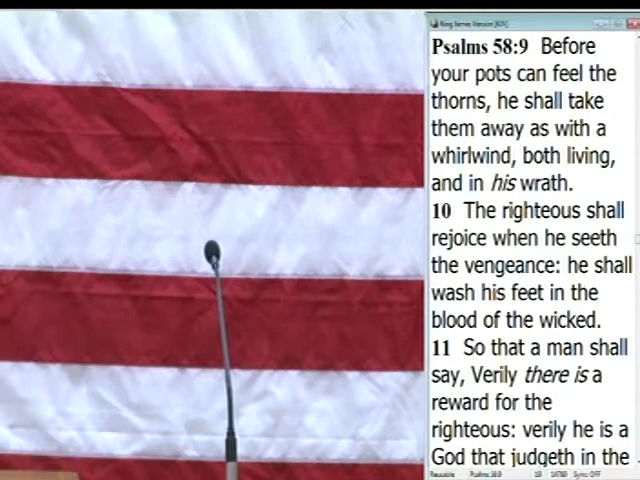 King James Version [KJV]
Psalms 58:9 Before
your pots can feel the
thorns, he shall take
them away as with a
whirlwind, both living,
and in his wrath.
10 The righteous shall
rejoice when he seeth
the vengeance: he shall
wash his feet in the
blood of the wicked.
11 So that a man shall
say, Verily there is a
reward for the
righteous: verily he is a
God that judgeth in the
Psalms 58:9
Sync: OFF